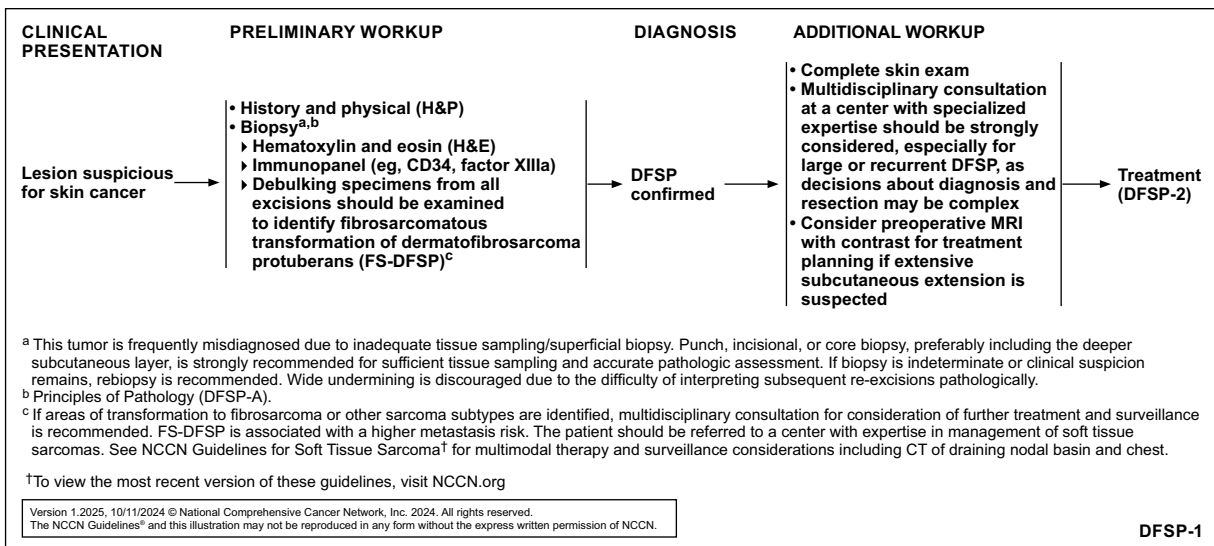 CLINICAL
PRESENTATION
PRELIMINARY WORKUP
DIAGNOSIS
ADDITIONAL WORKUP
Lesion suspicious
for skin cancer
• History and physical (H&P)
• Biopsyᵃ,ᵇ
▸ Hematoxylin and eosin (H&E)
▸ Immunopanel (eg, CD34, factor XIIIa)
▸ Debulking specimens from all
excisions should be examined
to identify fibrosarcomatous
transformation of dermatofibrosarcoma
protuberans (FS-DFSP)ᶜ
DFSP
confirmed
• Complete skin exam
• Multidisciplinary consultation
at a center with specialized
expertise should be strongly
considered, especially for
large or recurrent DFSP, as
decisions about diagnosis and
resection may be complex
• Consider preoperative MRI
with contrast for treatment
planning if extensive
subcutaneous extension is
suspected
Treatment
(DFSP-2)
ᵃ This tumor is frequently misdiagnosed due to inadequate tissue sampling/superficial biopsy. Punch, incisional, or core biopsy, preferably including the deeper
subcutaneous layer, is strongly recommended for sufficient tissue sampling and accurate pathologic assessment. If biopsy is indeterminate or clinical suspicion
remains, rebiopsy is recommended. Wide undermining is discouraged due to the difficulty of interpreting subsequent re-excisions pathologically.
ᵇ Principles of Pathology (DFSP-A).
ᶜ If areas of transformation to fibrosarcoma or other sarcoma subtypes are identified, multidisciplinary consultation for consideration of further treatment and surveillance
is recommended. FS-DFSP is associated with a higher metastasis risk. The patient should be referred to a center with expertise in management of soft tissue
sarcomas. See NCCN Guidelines for Soft Tissue Sarcoma† for multimodal therapy and surveillance considerations including CT of draining nodal basin and chest.
†To view the most recent version of these guidelines, visit NCCN.org
Version 1.2025, 10/11/2024 © National Comprehensive Cancer Network, Inc. 2024. All rights reserved.
The NCCN Guidelines® and this illustration may not be reproduced in any form without the express written permission of NCCN.
DFSP-1